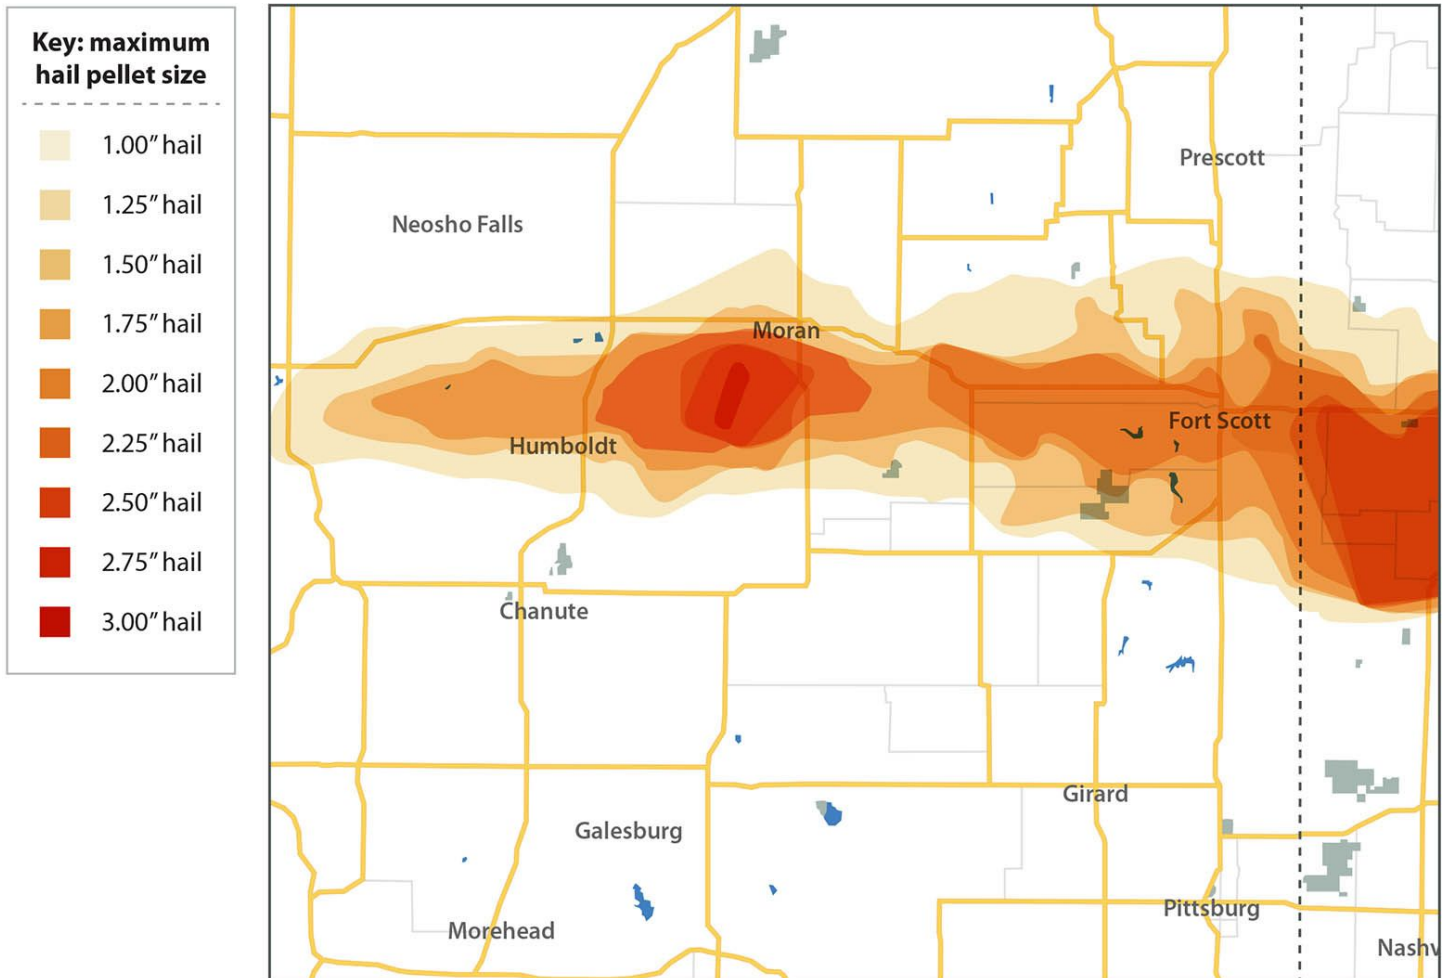 Key: maximum
hail pellet size
1.00” hail
1.25” hail
1.50” hail
1.75” hail
2.00” hail
2.25” hail
2.50” hail
2.75” hail
3.00” hail
Prescott
Neosho Falls
Moran
Fort Scott
Humboldt
Chanute
Girard
Galesburg
Pittsburg
Morehead
Nashv